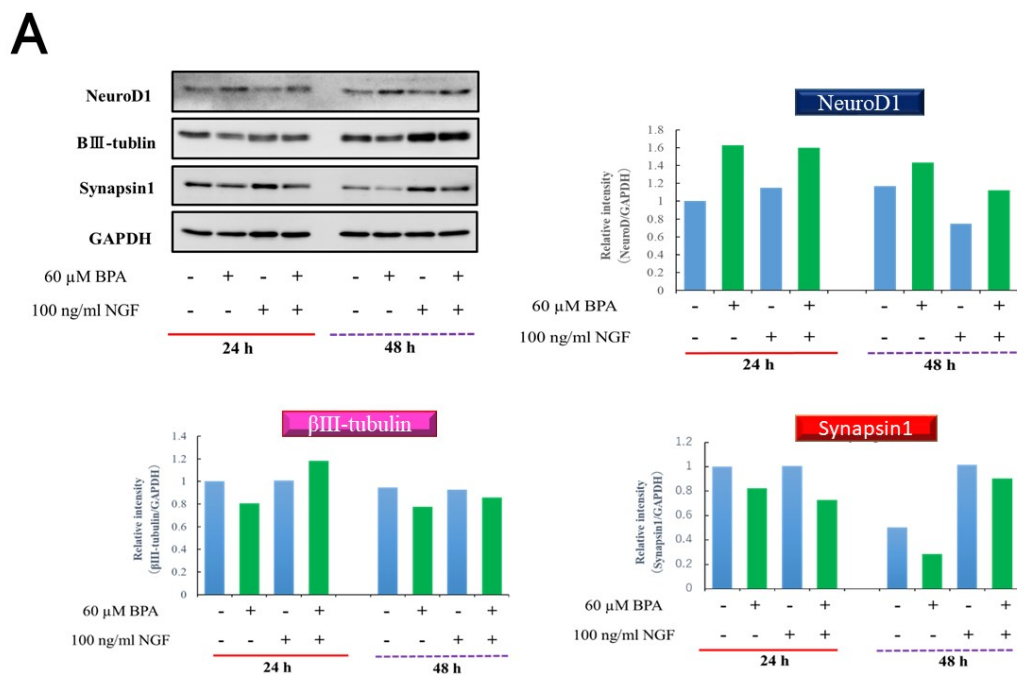 A
NeuroD1
BⅢ-tublin
Synapsin1
GAPDH
60 µM BPA - + - + - + - +
100 ng/ml NGF - - + + - - + +
24 h 48 h
NeuroD1
Relative intensity
(NeuroD/GAPDH)
1.8
1.6
1.4
1.2
1
0.8
0.6
0.4
0.2
0
60 µM BPA - + - + - + - +
100 ng/ml NGF - - + + - - + +
24 h 48 h
βIII-tubulin
Relative intensity
(βIII-tubulin/GAPDH)
1.4
1.2
1
0.8
0.6
0.4
0.2
0
60 µM BPA - + - + - + - +
100 ng/ml NGF - - + + - - + +
24 h 48 h
Synapsin1
Relative intensity
(Synapsin1/GAPDH)
1.2
1
0.8
0.6
0.4
0.2
0
60 µM BPA - + - + - + - +
100 ng/ml NGF - - + + - - + +
24 h 48 h